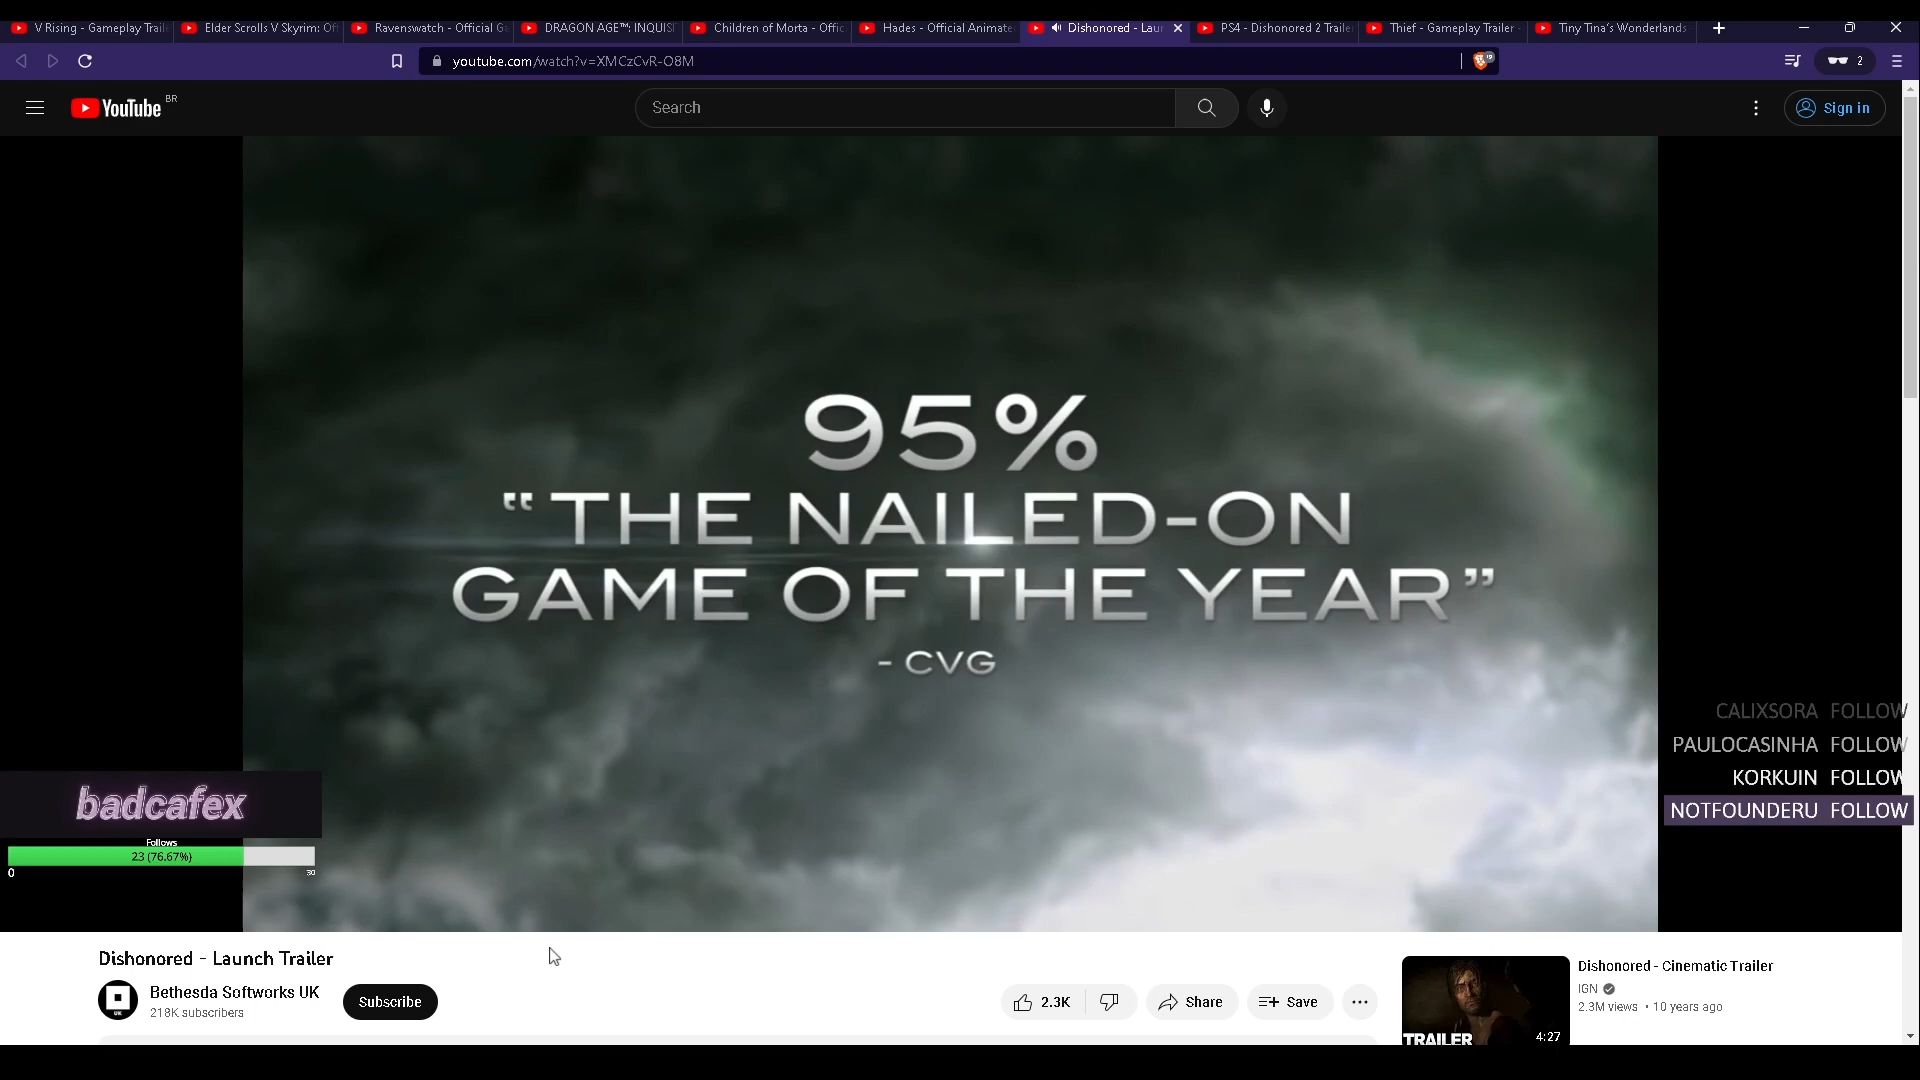 V Rising - Gameplay Trail
Elder Scrolls V Skyrim: Of
Ravenswatch - Official G
DRAGON AGE™: INQUISI
Children of Morta - Offic
Hades - Official Animate
Dishonored - Lau
PS4 - Dishonored 2 Traile
Thief - Gameplay Trailer -
Tiny Tina's Wonderlands
youtube.com/watch?v=XMCzCvR-O8M
2
YouTube BR
Search
Sign in
95%
“THE NAILED-ON
GAME OF THE YEAR”
- CVG
CALIXSORA FOLLOW
PAULOCASINHA FOLLOW
KORKUIN FOLLOW
NOTFOUNDERU FOLLOW
badcafex
Follows
23 (76.67%)
0 30
Dishonored - Launch Trailer
Bethesda Softworks UK
218K subscribers
Subscribe
2.3K
Share
Save
TRAILER
4:27
Dishonored - Cinematic Trailer
IGN
2.3M views • 10 years ago